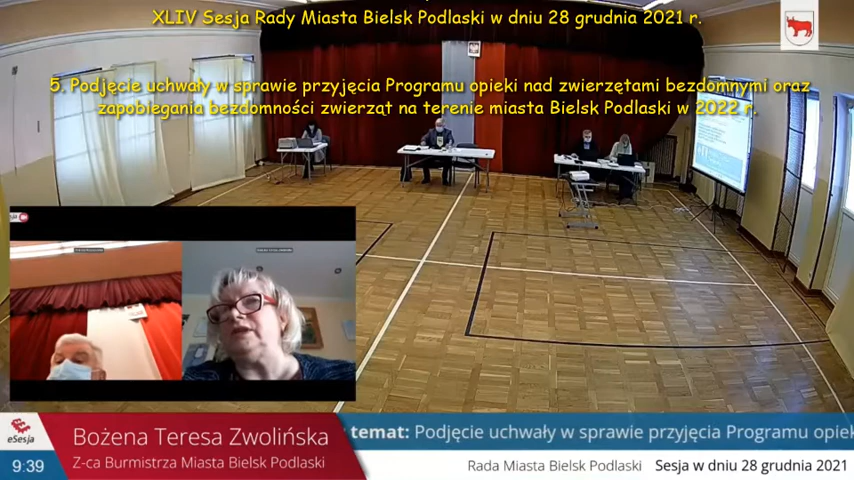 XLIV Sesja Rady Miasta Bielsk Podlaski w dniu 28 grudnia 2021 r.
5. Podjęcie uchwały w sprawie przyjęcia Programu opieki nad zwierzętami bezdomnymi oraz
zapobiegania bezdomności zwierząt na terenie miasta Bielsk Podlaski w 2022 r.
eSesja
Bożena Teresa Zwolińska
temat: Podjęcie uchwały w sprawie przyjęcia Programu opiek
9:39
Z-ca Burmistrza Miasta Bielsk Podlaski
Rada Miasta Bielsk Podlaski
Sesja w dniu 28 grudnia 2021